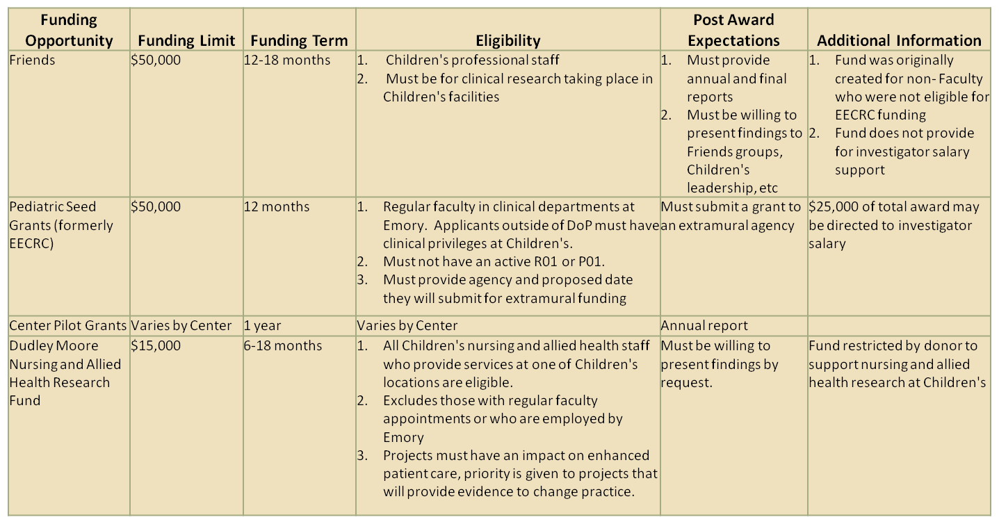 Funding
Opportunity
Funding Limit
Funding Term
Eligibility
Post Award
Expectations
Additional Information
Friends
$50,000
12-18 months
1. Children's professional staff
2. Must be for clinical research taking place in
Children's facilities
1. Must provide
annual and final
reports
2. Must be willing to
present findings to
Friends groups,
Children's
leadership, etc
1. Fund was originally
created for non- Faculty
who were not eligible for
EECRC funding
2. Fund does not provide
for investigator salary
support
Pediatric Seed
Grants (formerly
EECRC)
$50,000
12 months
1. Regular faculty in clinical departments at
Emory. Applicants outside of DoP must have
clinical privileges at Children's.
2. Must not have an active R01 or P01.
3. Must provide agency and proposed date
they will submit for extramural funding
Must submit a grant to
an extramural agency
$25,000 of total award may
be directed to investigator
salary
Center Pilot Grants
Varies by Center
1 year
Varies by Center
Annual report
Dudley Moore
Nursing and Allied
Health Research
Fund
$15,000
6-18 months
1. All Children's nursing and allied health staff
who provide services at one of Children's
locations are eligible.
2. Excludes those with regular faculty
appointments or who are employed by
Emory
3. Projects must have an impact on enhanced
patient care, priority is given to projects that
will provide evidence to change practice.
Must be willing to
present findings by
request.
Fund restricted by donor to
support nursing and allied
health research at Children's